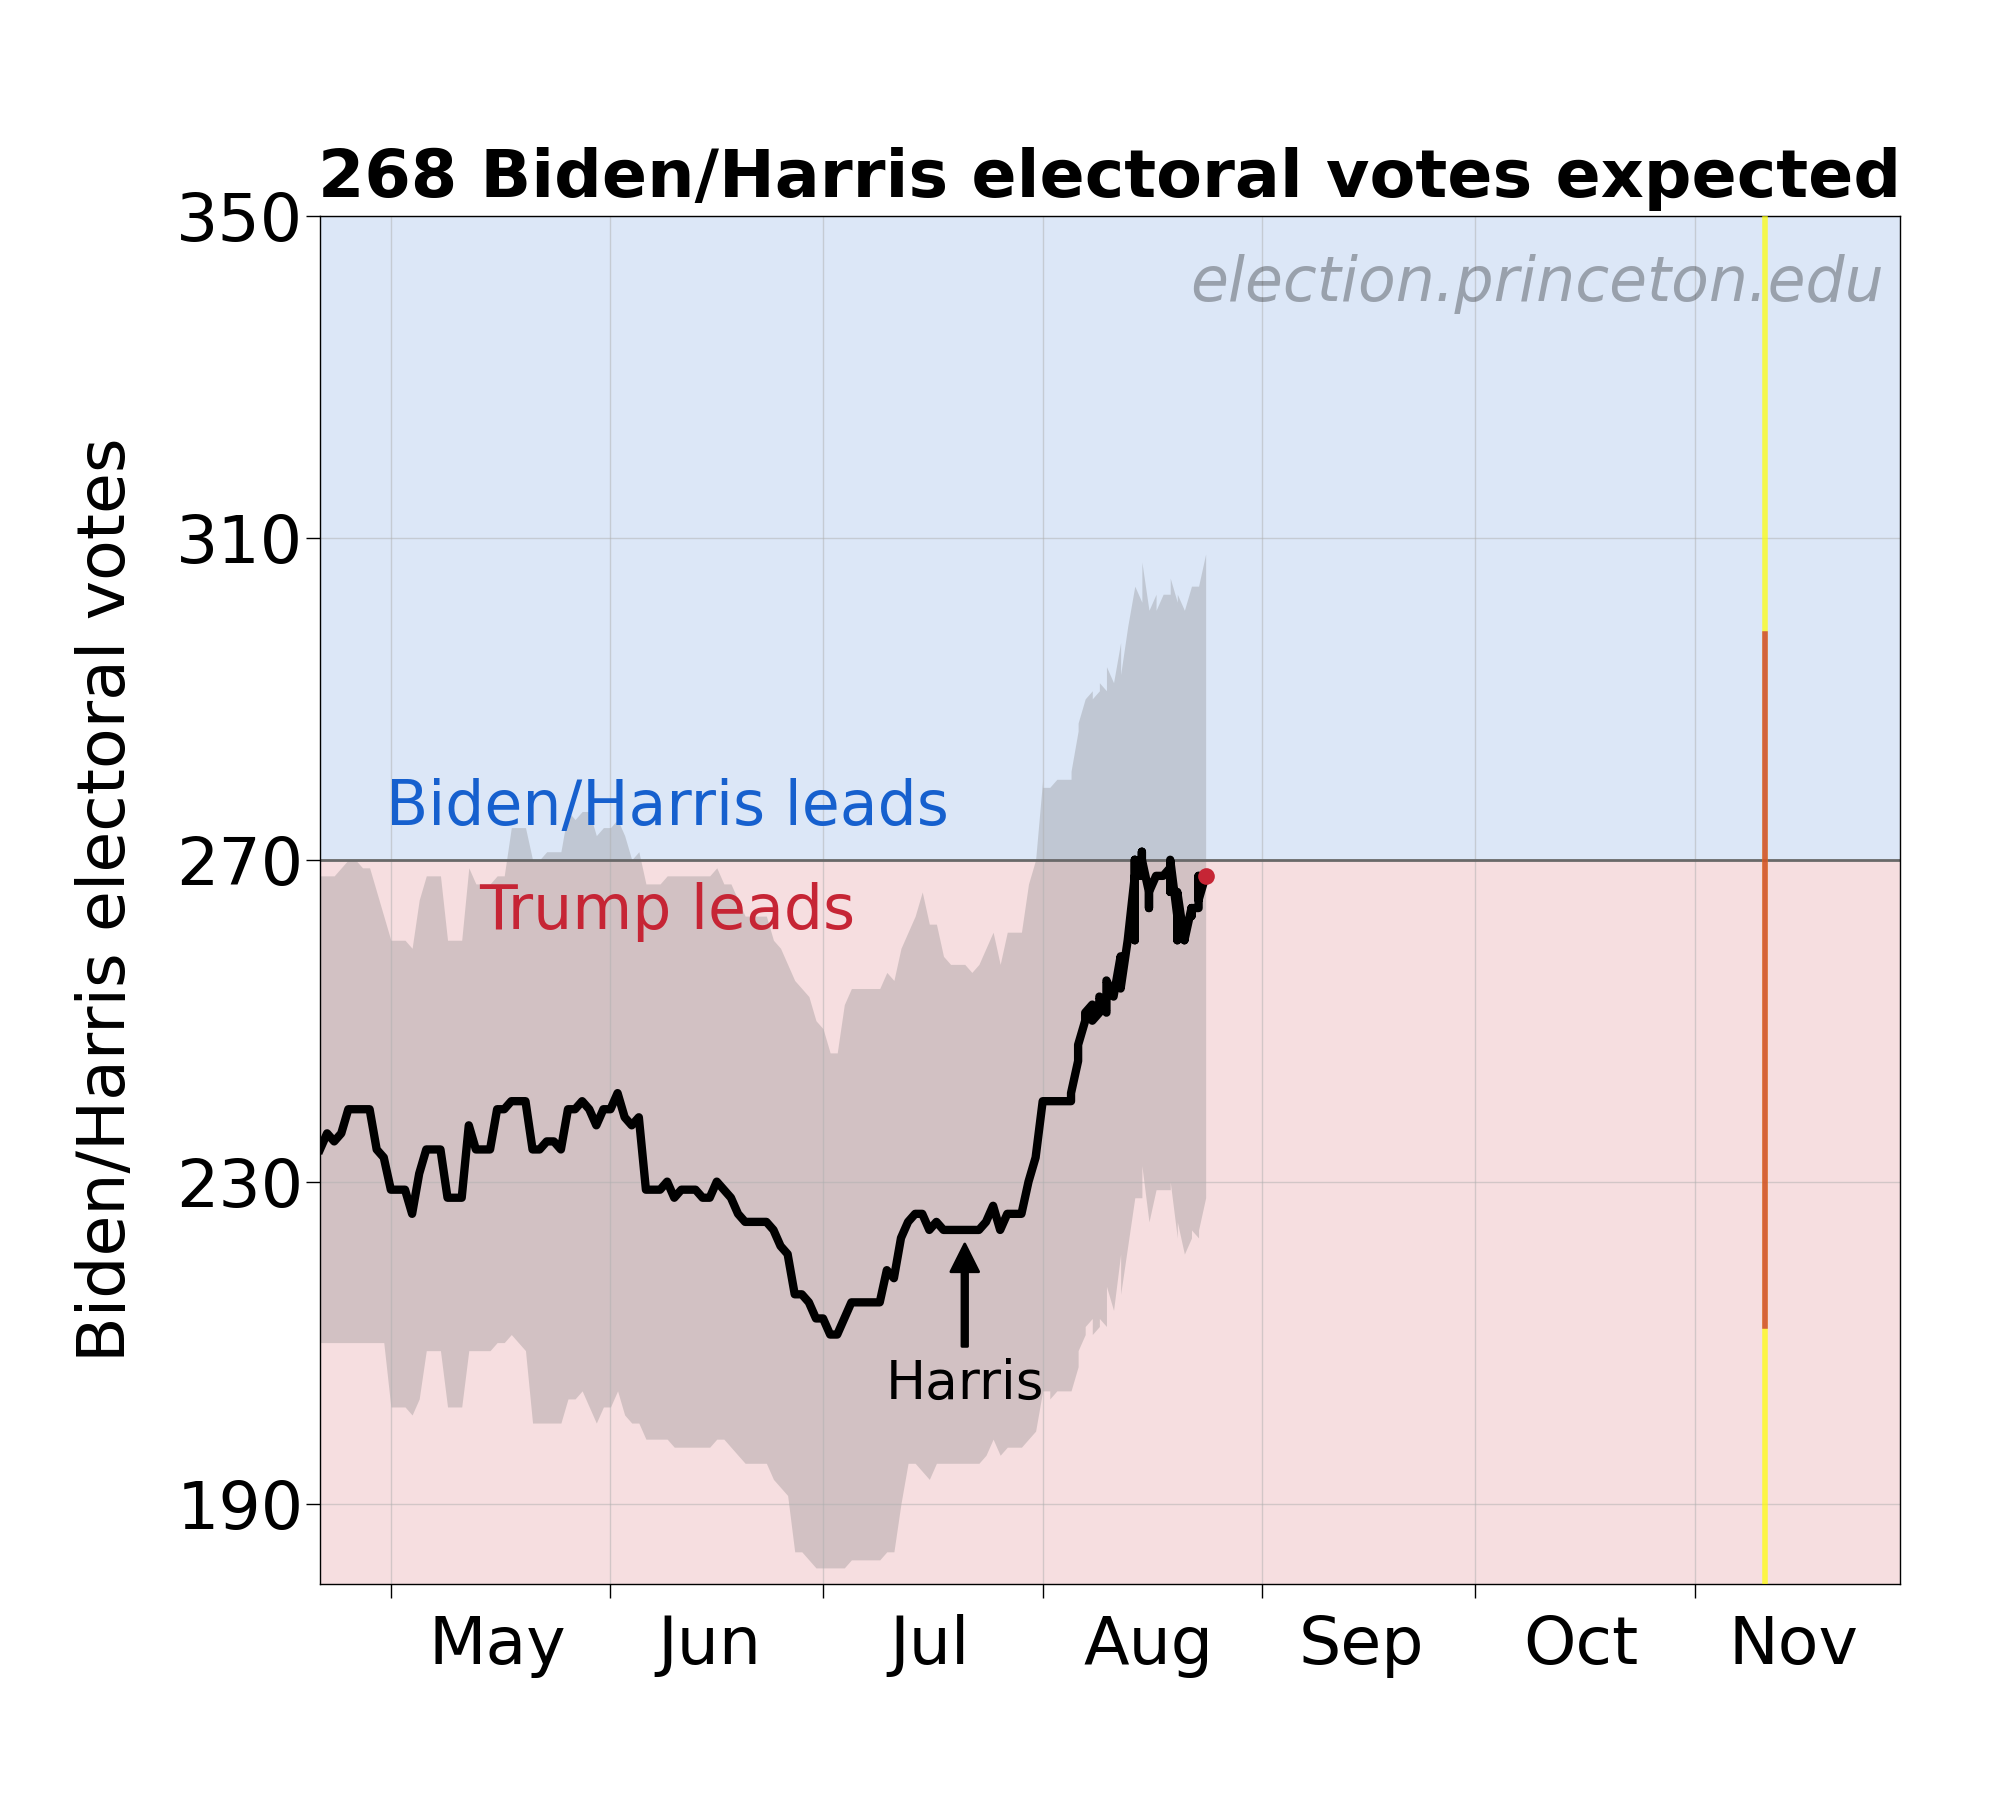 268 Biden/Harris electoral votes expected
350
election.princeton.edu
310
Biden/Harris leads
270
Trump leads
230
Harris
190
Biden/Harris electoral votes
May Jun Jul Aug Sep Oct Nov